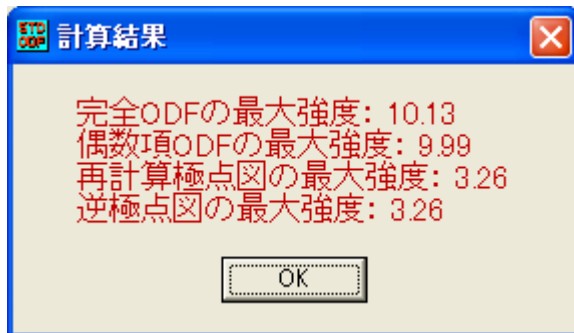 STD
ODF
計算結果
完全ODFの最大強度: 10.13
偶数項ODFの最大強度: 9.99
再計算極点図の最大強度: 3.26
逆極点図の最大強度: 3.26
OK